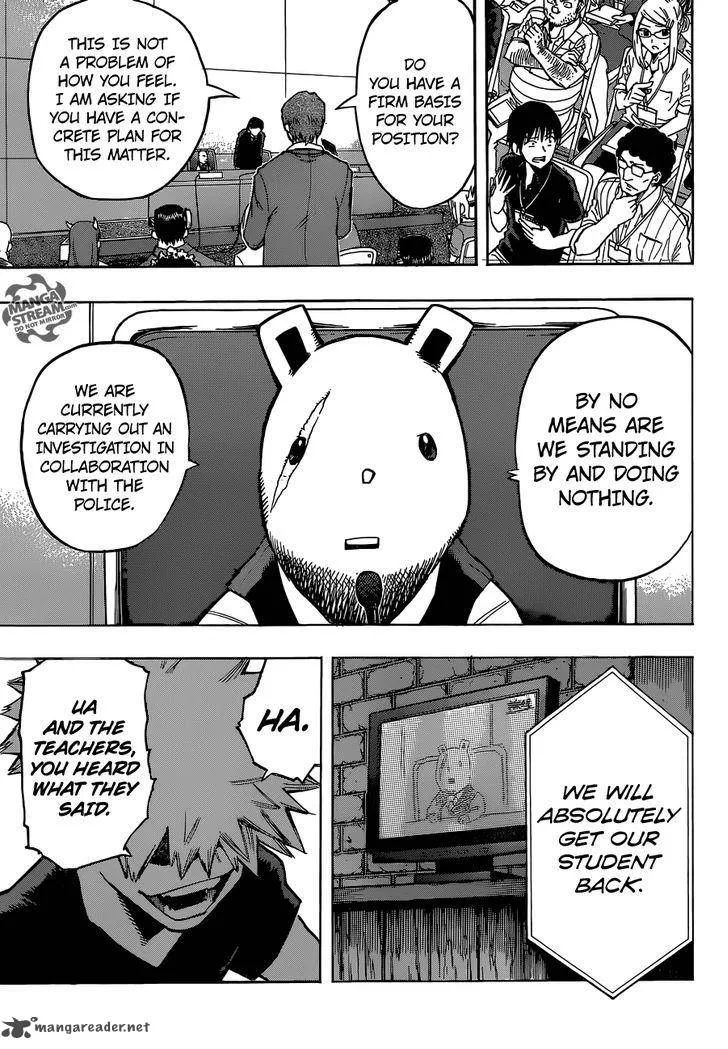 DO
YOU HAVE A
FIRM BASIS
FOR YOUR
POSITION?
THIS IS NOT
A PROBLEM OF
HOW YOU FEEL.
I AM ASKING IF
YOU HAVE A CON-
CRETE PLAN FOR
THIS MATTER.
MANGA
STREAM.com
DO NOT MIRROR!
BY NO
MEANS ARE
WE STANDING
BY AND DOING
NOTHING.
WE ARE
CURRENTLY
CARRYING OUT AN
INVESTIGATION IN
COLLABORATION
WITH THE
POLICE.
WE WILL
ABSOLUTELY
GET OUR
STUDENT
BACK.
HA.
UA
AND THE
TEACHERS,
YOU HEARD
WHAT THEY
SAID.
mangareader.net